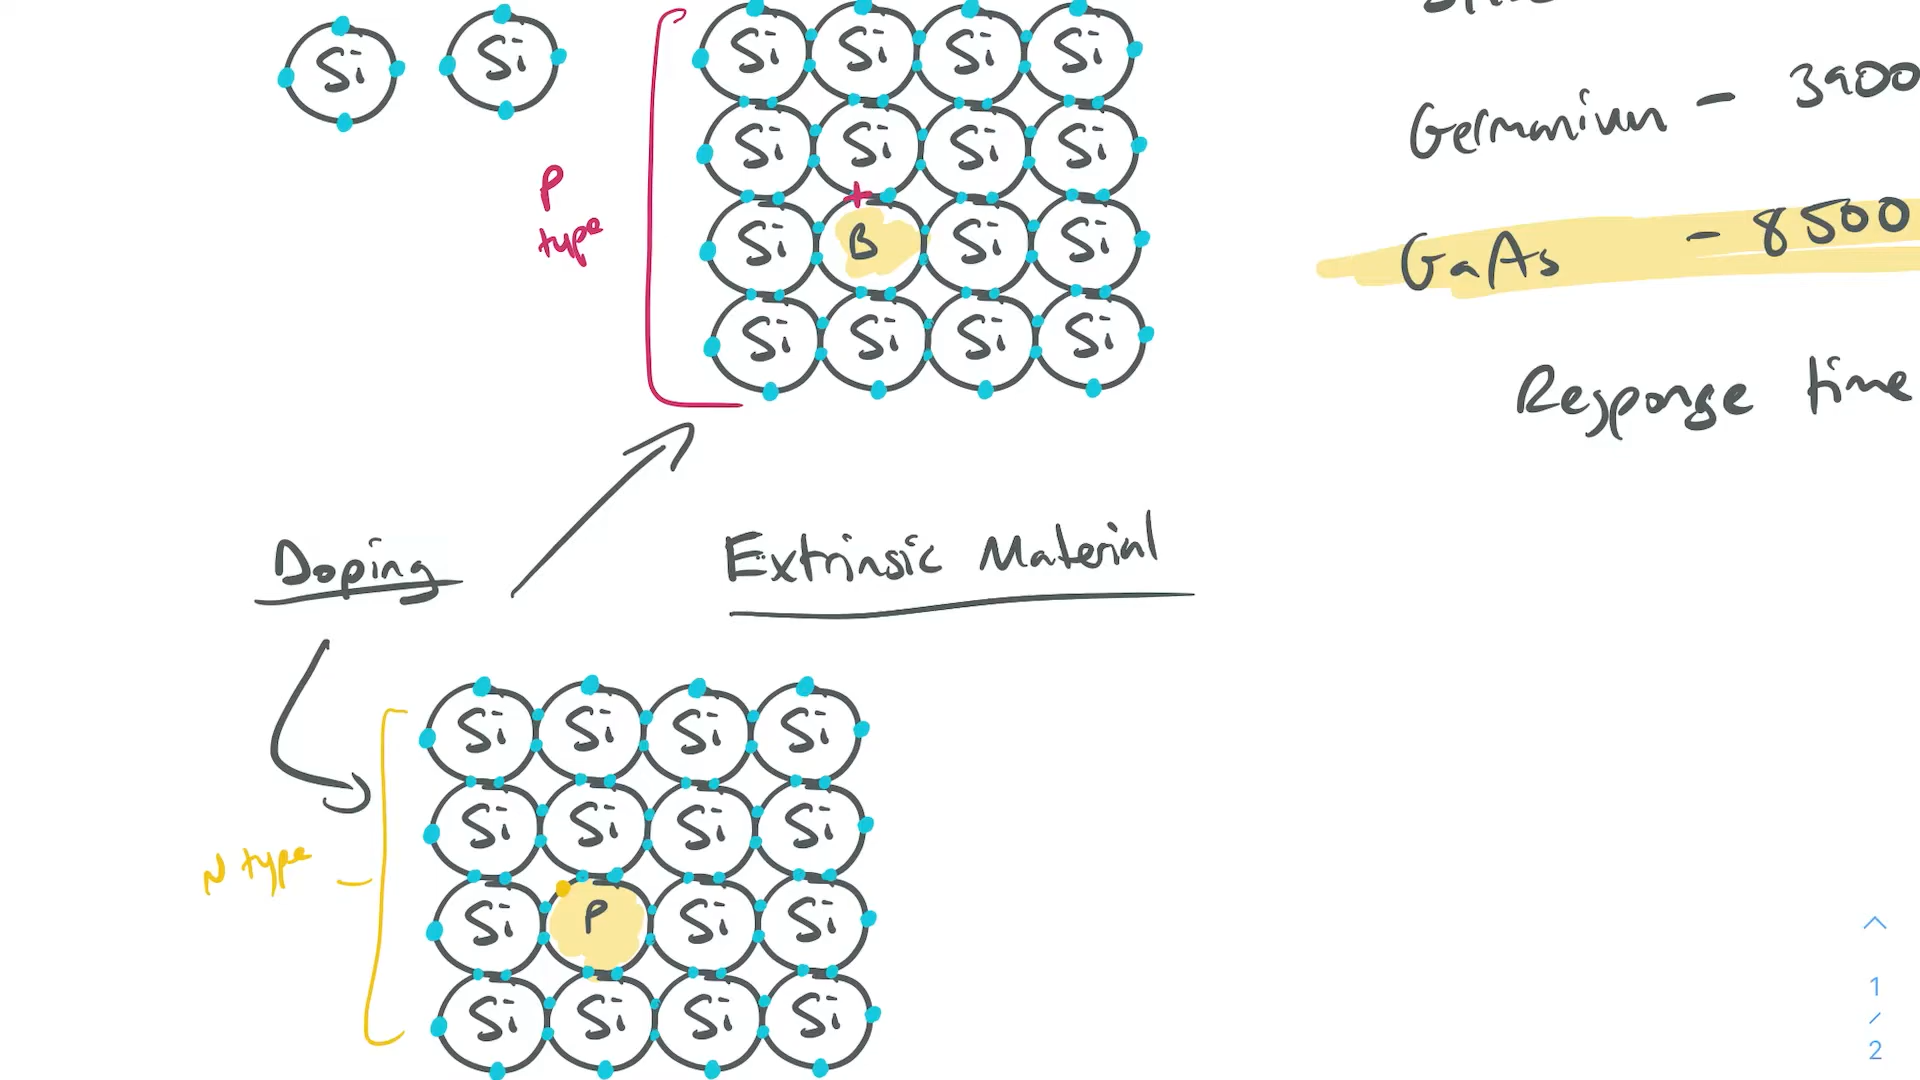 Si Si
Si Si Si Si
Si Si Si Si
P
type
Si B Si Si
Si Si Si Si
Germanium - 3900
GaAs - 8500
Response time
Doping
Extrinsic Material
Si Si Si Si
Si Si Si Si
N type
Si P Si Si
Si Si Si Si
1
/
2